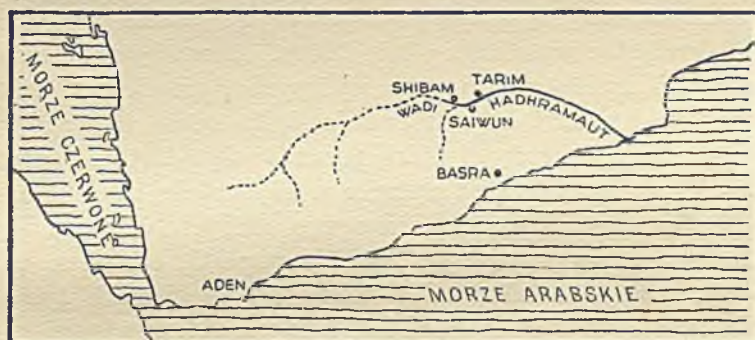 MORZE CZERWONE
SHIBAM
TARIM
WADI
HADHRAMAUT
SAIWUN
BASRA
ADEN
MORZE ARABSKIE